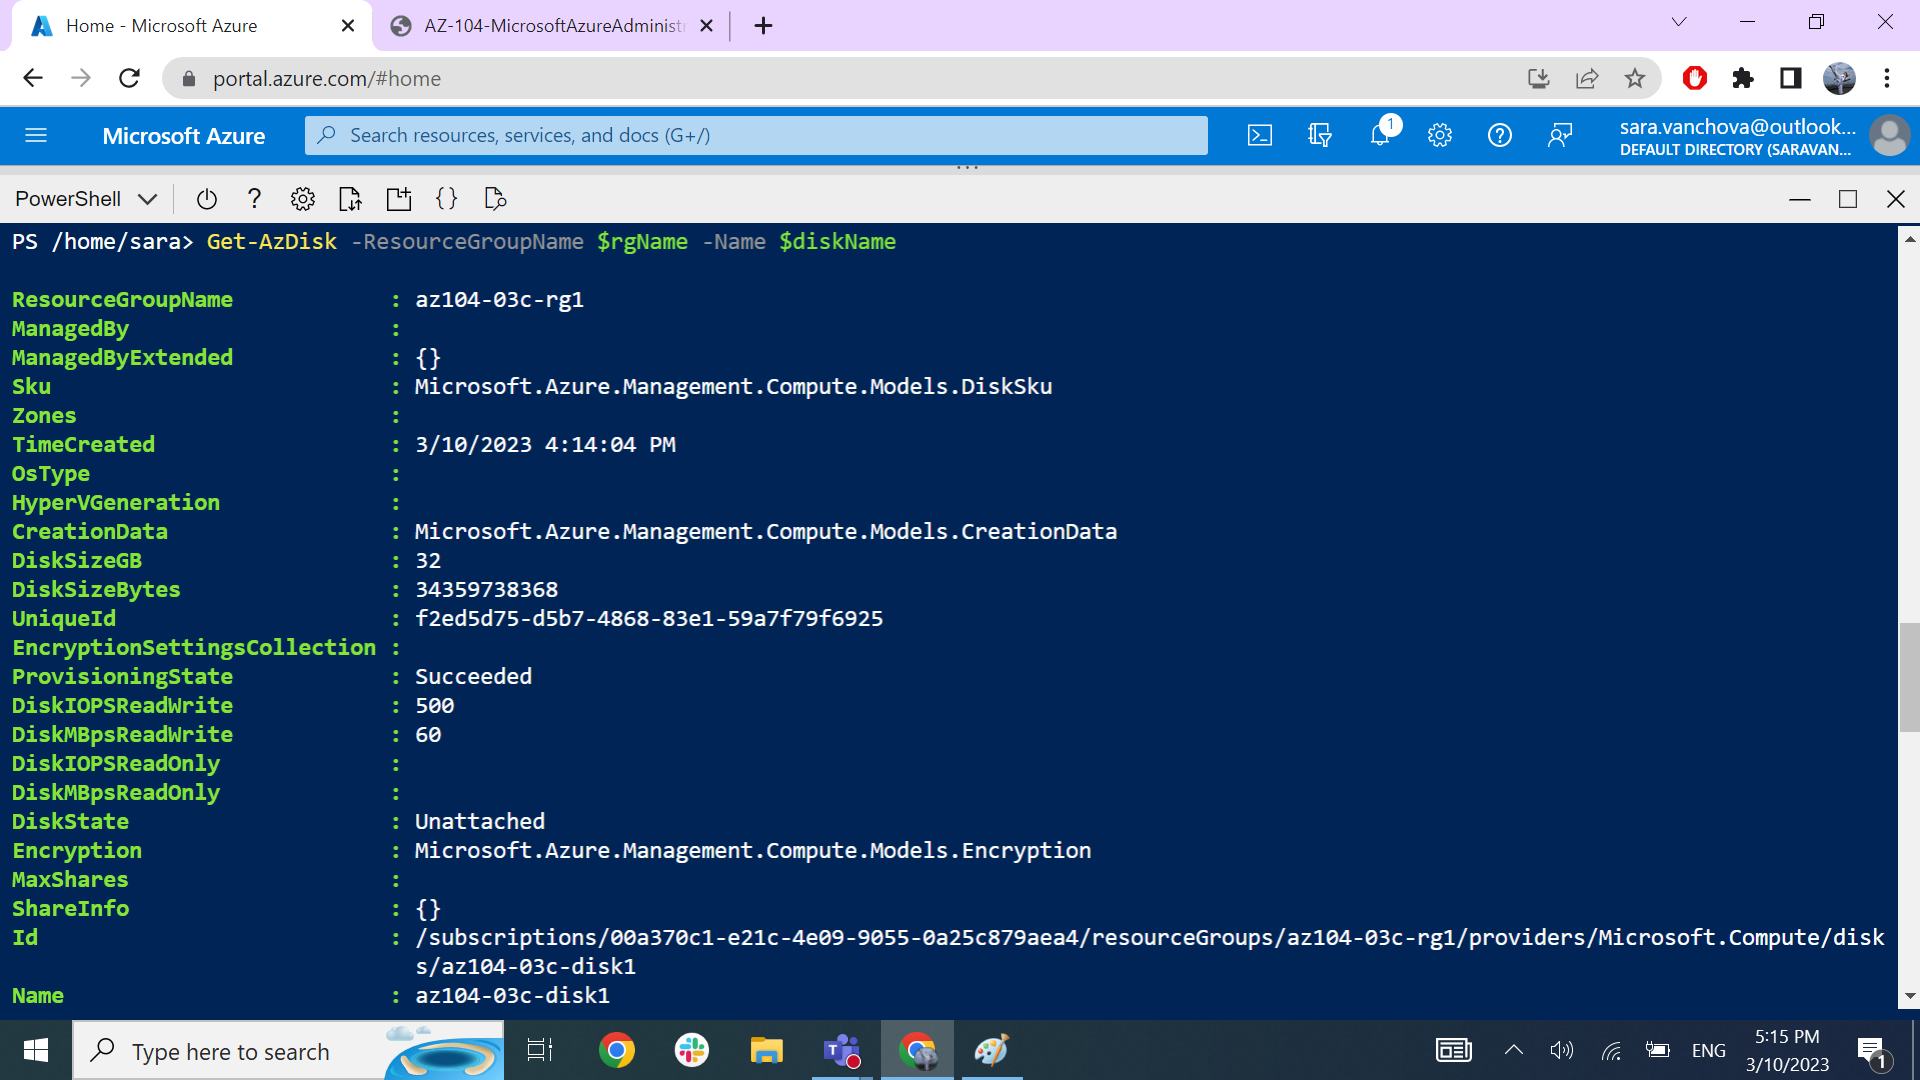 Home - Microsoft Azure
AZ-104-MicrosoftAzureAdministr
portal.azure.com/#home
Microsoft Azure
Search resources, services, and docs (G+/)
1
sara.vanchova@outlook...
DEFAULT DIRECTORY (SARAVAN...
PowerShell
PS /home/sara> Get-AzDisk -ResourceGroupName $rgName -Name $diskName
ResourceGroupName : az104-03c-rg1
ManagedBy :
ManagedByExtended : {}
Sku : Microsoft.Azure.Management.Compute.Models.DiskSku
Zones :
TimeCreated : 3/10/2023 4:14:04 PM
OsType :
HyperVGeneration :
CreationData : Microsoft.Azure.Management.Compute.Models.CreationData
DiskSizeGB : 32
DiskSizeBytes : 34359738368
UniqueId : f2ed5d75-d5b7-4868-83e1-59a7f79f6925
EncryptionSettingsCollection :
ProvisioningState : Succeeded
DiskIOPSReadWrite : 500
DiskMBpsReadWrite : 60
DiskIOPSReadOnly :
DiskMBpsReadOnly :
DiskState : Unattached
Encryption : Microsoft.Azure.Management.Compute.Models.Encryption
MaxShares :
ShareInfo : {}
Id : /subscriptions/00a370c1-e21c-4e09-9055-0a25c879aea4/resourceGroups/az104-03c-rg1/providers/Microsoft.Compute/disk
s/az104-03c-disk1
Name : az104-03c-disk1
Type here to search
ENG
5:15 PM
3/10/2023
1